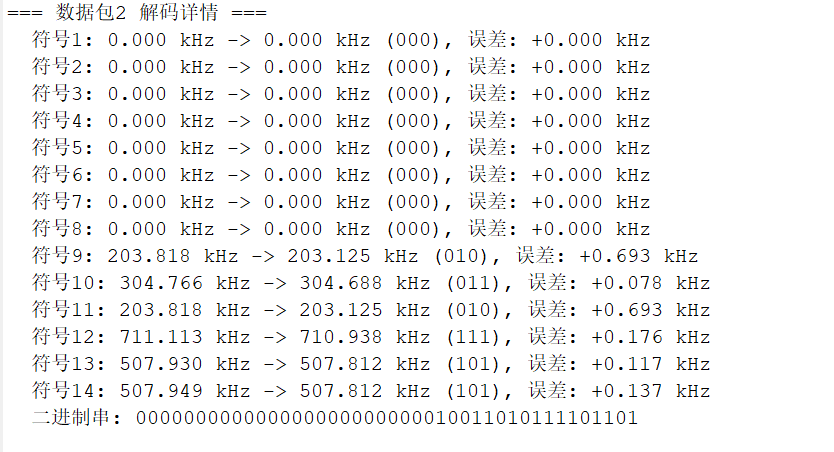 === 数据包2 解码详情 ===
符号1: 0.000 kHz -> 0.000 kHz (000), 误差: +0.000 kHz
符号2: 0.000 kHz -> 0.000 kHz (000), 误差: +0.000 kHz
符号3: 0.000 kHz -> 0.000 kHz (000), 误差: +0.000 kHz
符号4: 0.000 kHz -> 0.000 kHz (000), 误差: +0.000 kHz
符号5: 0.000 kHz -> 0.000 kHz (000), 误差: +0.000 kHz
符号6: 0.000 kHz -> 0.000 kHz (000), 误差: +0.000 kHz
符号7: 0.000 kHz -> 0.000 kHz (000), 误差: +0.000 kHz
符号8: 0.000 kHz -> 0.000 kHz (000), 误差: +0.000 kHz
符号9: 203.818 kHz -> 203.125 kHz (010), 误差: +0.693 kHz
符号10: 304.766 kHz -> 304.688 kHz (011), 误差: +0.078 kHz
符号11: 203.818 kHz -> 203.125 kHz (010), 误差: +0.693 kHz
符号12: 711.113 kHz -> 710.938 kHz (111), 误差: +0.176 kHz
符号13: 507.930 kHz -> 507.812 kHz (101), 误差: +0.117 kHz
符号14: 507.949 kHz -> 507.812 kHz (101), 误差: +0.137 kHz
二进制串: 000000000000000000000000010011010111101101